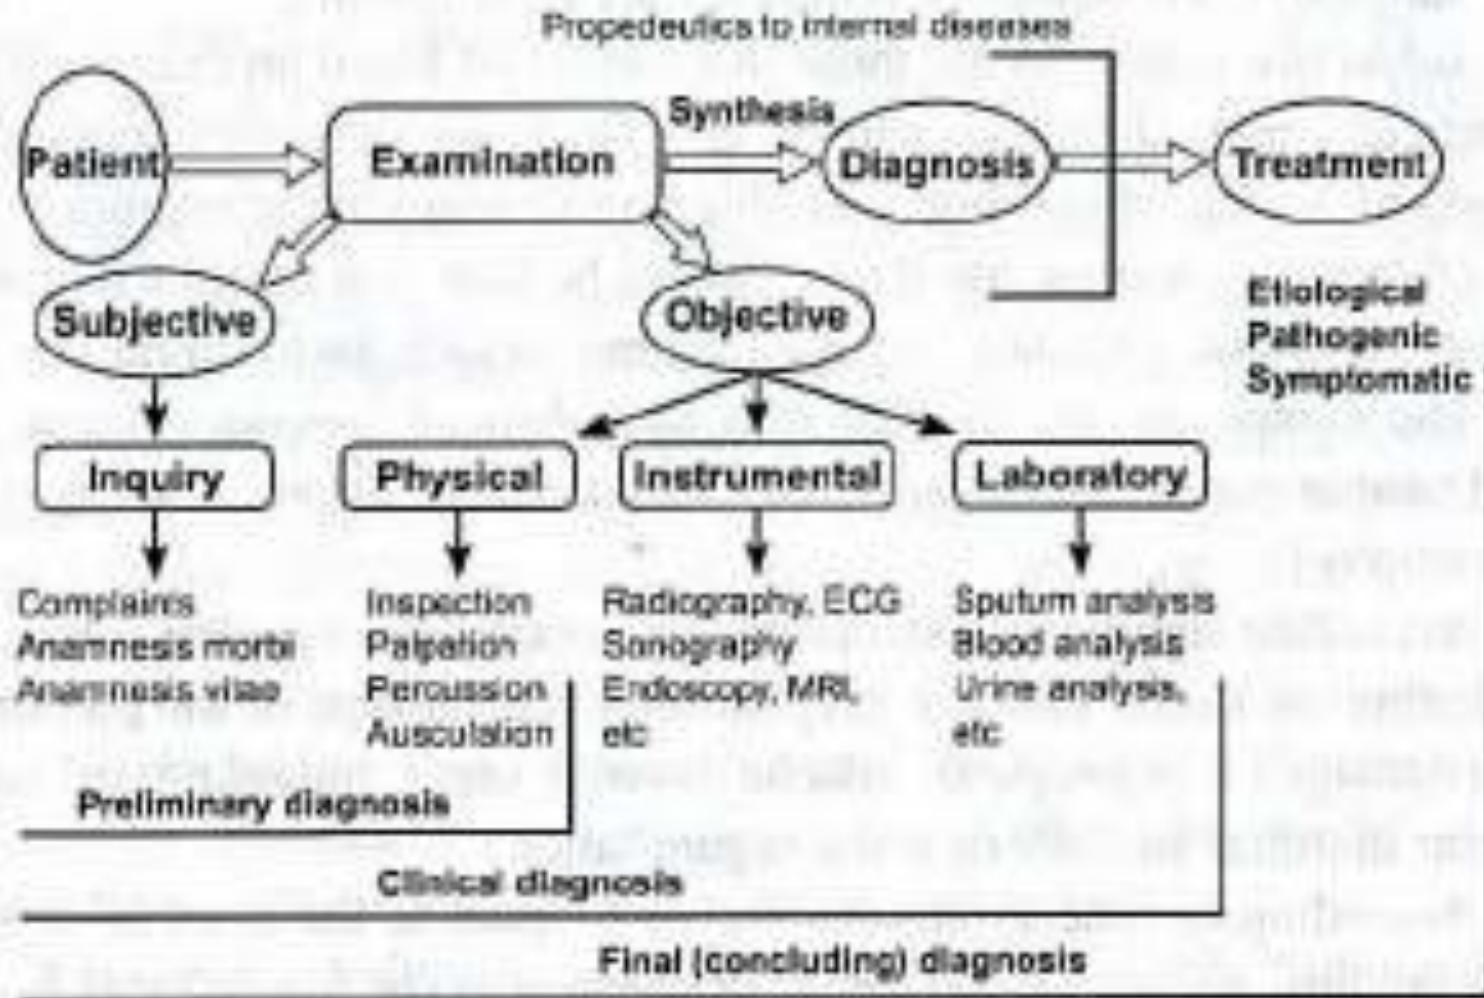 Propedeutics to internal diseases
Patient
Examination
Synthesis
Diagnosis
Treatment
Subjective
Objective
Etiological
Pathogenic
Symptomatic
Inquiry
Physical
Instrumental
Laboratory
Complaints
Anamnesis morbi
Anamnesis vitae
Inspection
Palpation
Percussion
Ausculation
Radiography, ECG
Sonography
Endoscopy, MRI,
etc
Sputum analysis
Blood analysis
Urine analysis,
etc
Preliminary diagnosis
Clinical diagnosis
Final (concluding) diagnosis